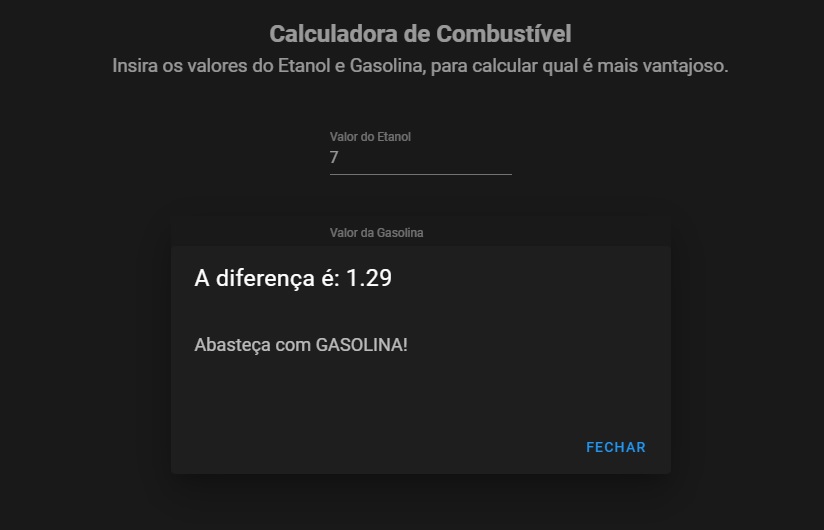 Calculadora de Combustível
Insira os valores do Etanol e Gasolina, para calcular qual é mais vantajoso.
Valor do Etanol
7
Valor da Gasolina
A diferença é: 1.29
Abasteça com GASOLINA!
FECHAR